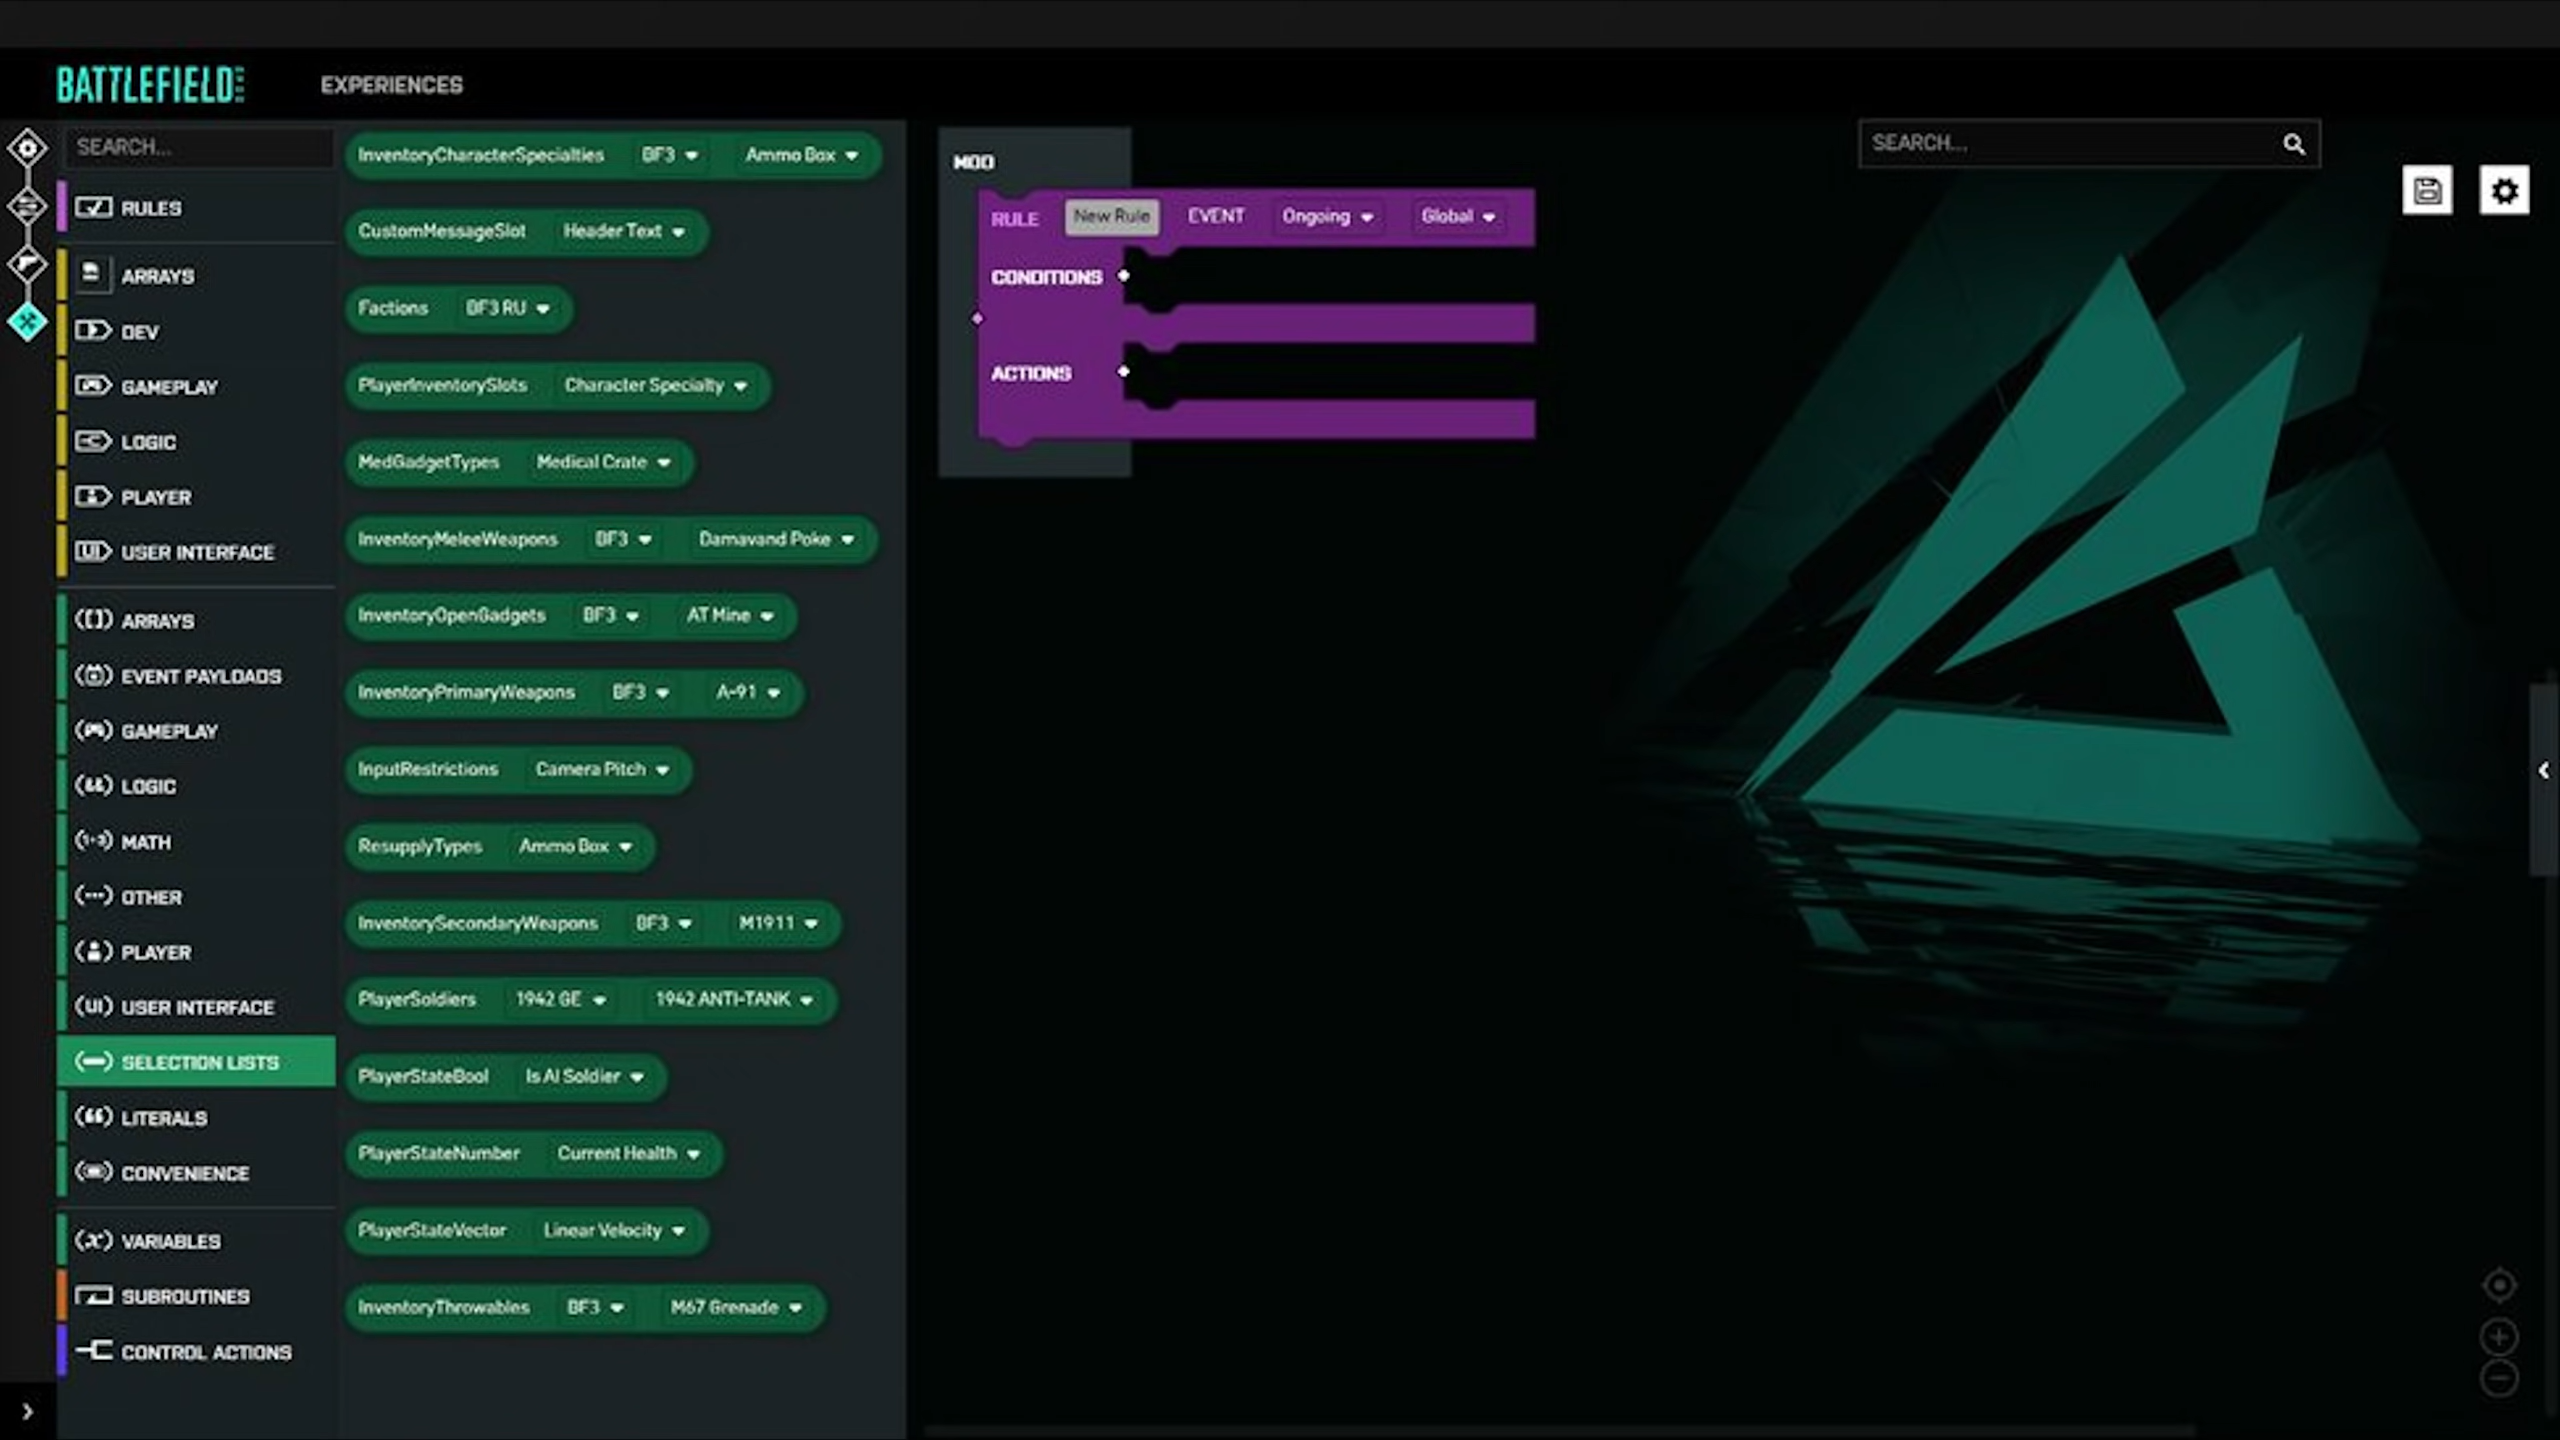 BATTLEFIELD
EXPERIENCES
SEARCH...
RULES
ARRAYS
DEV
GAMEPLAY
LOGIC
PLAYER
USER INTERFACE
ARRAYS
EVENT PAYLOADS
GAMEPLAY
LOGIC
MATH
OTHER
PLAYER
USER INTERFACE
SELECTION LISTS
LITERALS
CONVENIENCE
VARIABLES
SUBROUTINES
CONTROL ACTIONS
InventoryCharacterSpecialties BF3 Ammo Box
CustomMessageSlot Header Text
Factions BF3 RU
PlayerInventorySlots Character Specialty
MedGadgetTypes Medical Crate
InventoryMeleeWeapons BF3 Damavand Poke
InventoryOpenGadgets BF3 AT Mine
InventoryPrimaryWeapons BF3 A-91
InputRestrictions Camera Pitch
ResupplyTypes Ammo Box
InventorySecondaryWeapons BF3 M1911
PlayerSoldiers 1942 GE 1942 ANTI-TANK
PlayerStateBool Is AI Soldier
PlayerStateNumber Current Health
PlayerStateVector Linear Velocity
InventoryThrowables BF3 M67 Grenade
MOD
RULE New Rule EVENT Ongoing Global
CONDITIONS
ACTIONS
SEARCH...